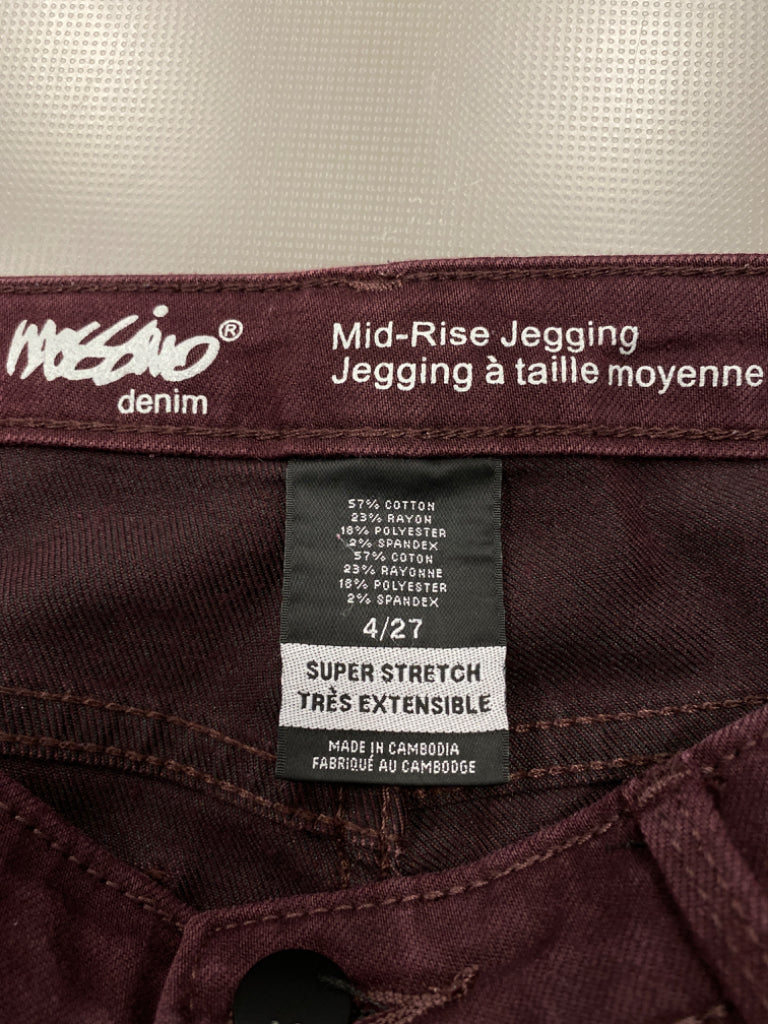 mossimo®
denim
Mid-Rise Jegging
Jegging à taille moyenne
57% COTTON
23% RAYON
18% POLYESTER
2% SPANDEX
57% COTON
23% RAYONNE
18% POLYESTER
2% SPANDEX
4/27
SUPER STRETCH
TRÈS EXTENSIBLE
MADE IN CAMBODIA
FABRIQUÉ AU CAMBODGE